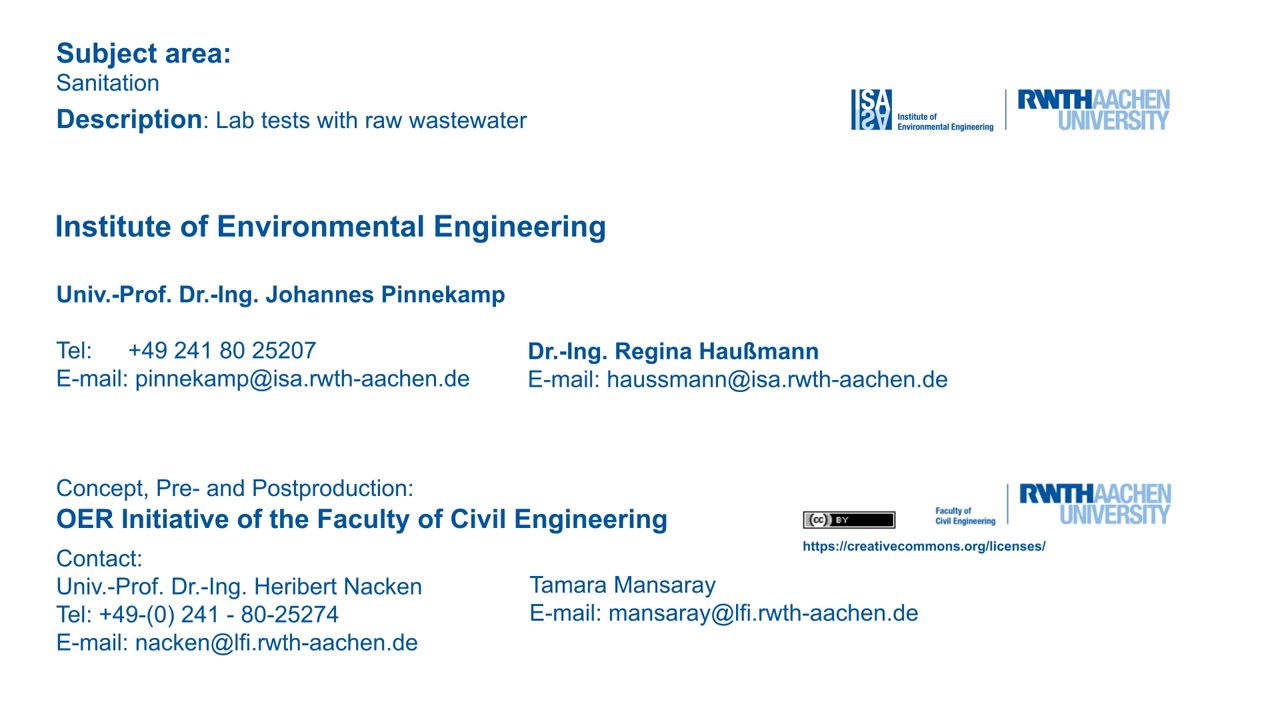 Subject area:
Sanitation
Description: Lab tests with raw wastewater
ISA
ISA
Institute of
Environmental Engineering
RWTHAACHEN
UNIVERSITY
Institute of Environmental Engineering
Univ.-Prof. Dr.-Ing. Johannes Pinnekamp
Tel: +49 241 80 25207
E-mail: pinnekamp@isa.rwth-aachen.de
Dr.-Ing. Regina Haußmann
E-mail: haussmann@isa.rwth-aachen.de
Concept, Pre- and Postproduction:
OER Initiative of the Faculty of Civil Engineering
Contact:
Univ.-Prof. Dr.-Ing. Heribert Nacken
Tel: +49-(0) 241 - 80-25274
E-mail: nacken@lfi.rwth-aachen.de
Tamara Mansaray
E-mail: mansaray@lfi.rwth-aachen.de
cc BY
https://creativecommons.org/licenses/
Faculty of
Civil Engineering
RWTHAACHEN
UNIVERSITY